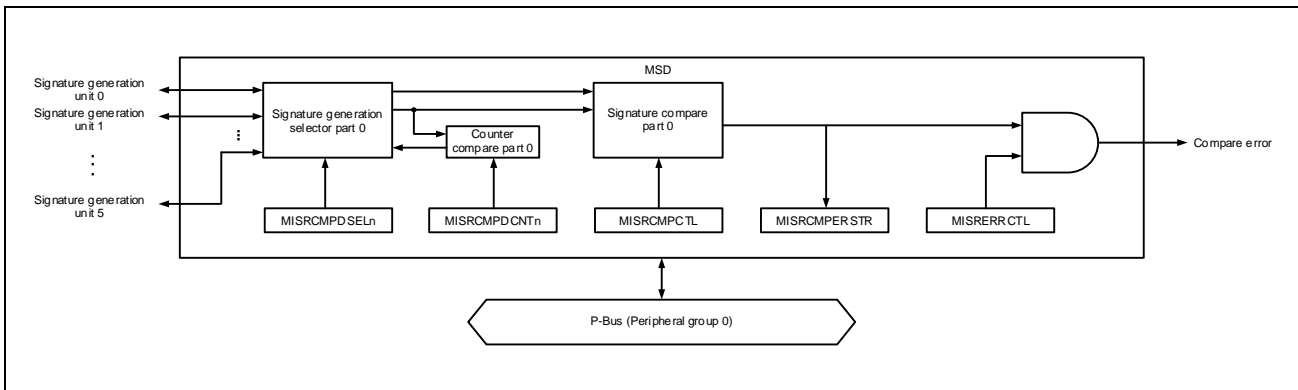 MSD
Signature generation
unit 0
Signature generation
unit 1
⋮
Signature generation
unit 5
Signature generation
selector part 0
...
Counter
compare part 0
Signature compare
part 0
Compare error
MISRCMPDSELn
MISRCMPDCNTn
MISRCMPCTL
MISRCMPERSTR
MISRERRCTL
P-Bus (Peripheral group 0)